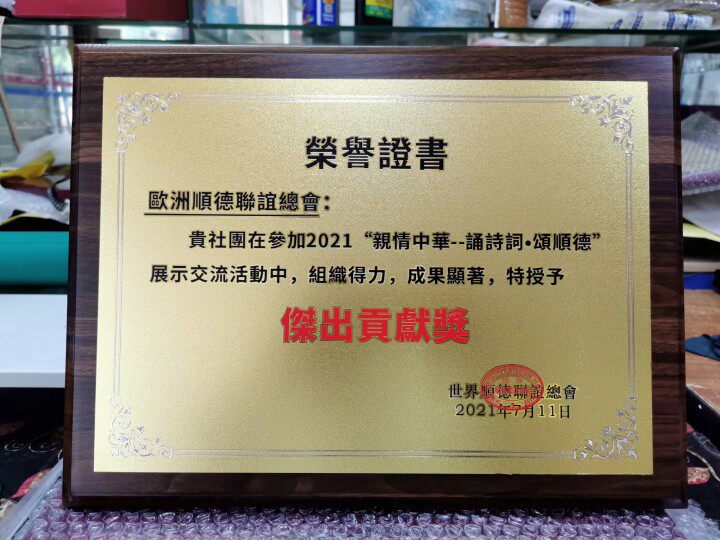 榮譽證書
歐洲順德聯誼總會：
貴社團在參加2021“親情中華--誦詩詞•頌順德”
展示交流活動中，組織得力，成果顯著，特授予
傑出貢獻獎
世界順德聯誼總會
2021年7月11日